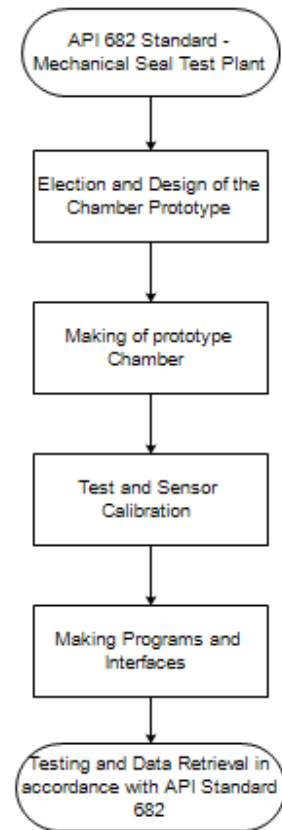 API 682 Standard -
Mechanical Seal Test Plant
Election and Design of the
Chamber Prototype
Making of prototype
Chamber
Test and Sensor
Calibration
Making Programs and
Interfaces
Testing and Data Retrieval in
accordance with API Standard
682